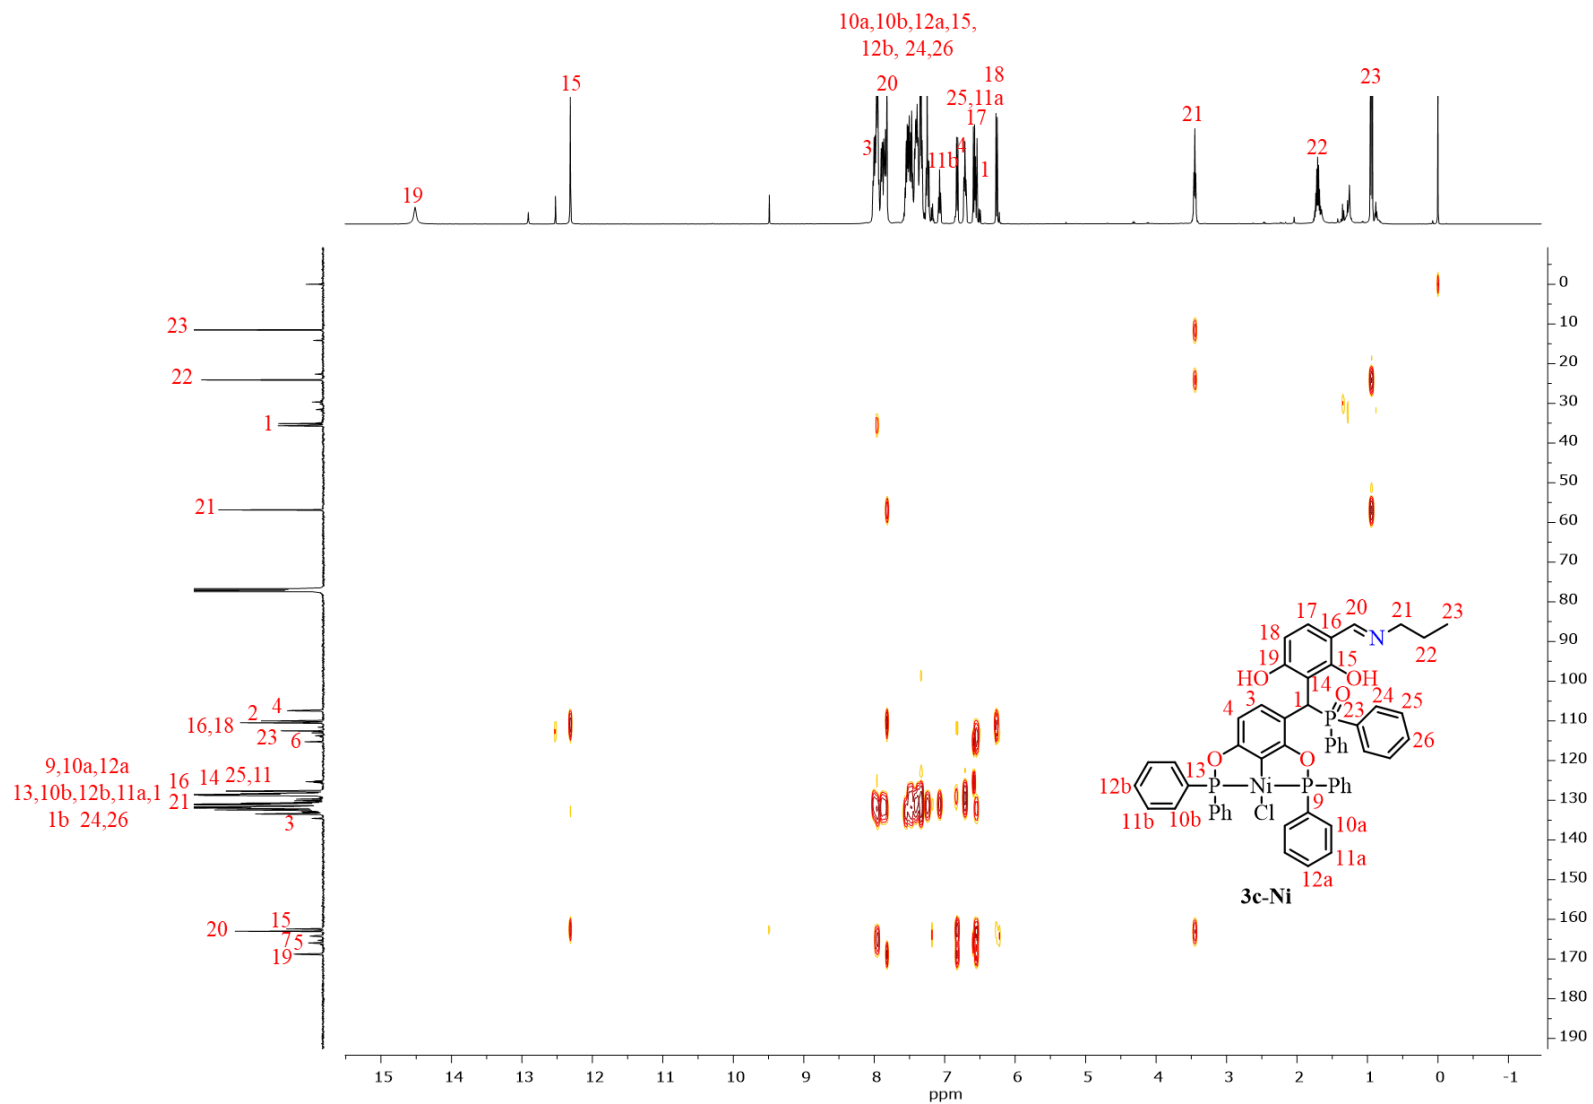 10a,10b,12a,15,
12b, 24,26
15
20
18
23
25,11a
21
17
3
4
22
11b
1
19
15
14
13
12
11
10
9
8
7
6
5
4
3
2
1
0
-1
ppm
0
10
20
30
40
50
60
70
80
90
100
110
120
130
140
150
160
170
180
190
23
22
1
21
4
2
16,18
23
6
9,10a,12a
16 14 25,11
13,10b,12b,11a,1
21
1b 24,26
3
15
20
75
19
17
20
21
23
16
N
18
22
19
15
HO
OH
14
1
O
24
3
25
4
P
23
Ph
26
O
O
13
Ph
12b
P
Ni
P
Ph
9
11b
10b
Ph
Cl
10a
11a
12a
3c-Ni